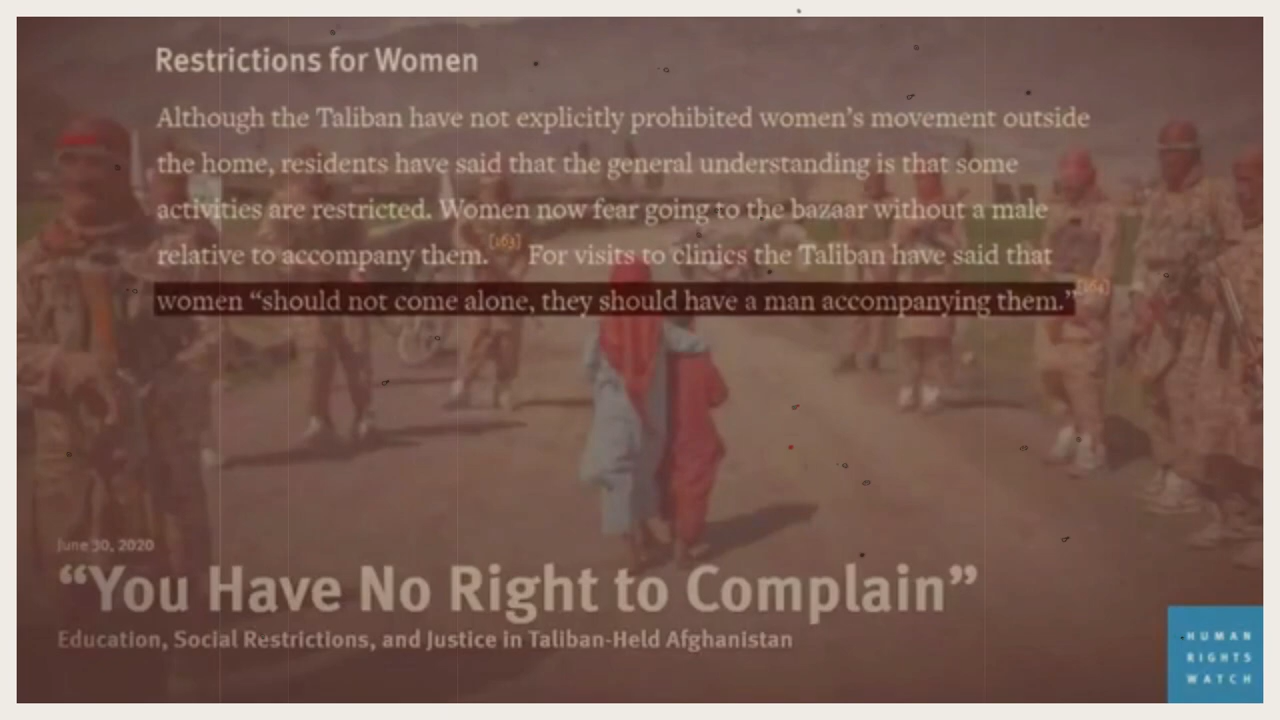 Restrictions for Women
Although the Taliban have not explicitly prohibited women’s movement outside
the home, residents have said that the general understanding is that some
activities are restricted. Women now fear going to the bazaar without a male
relative to accompany them.[163] For visits to clinics the Taliban have said that
women “should not come alone, they should have a man accompanying them.”[164]
June 30, 2020
“You Have No Right to Complain”
Education, Social Restrictions, and Justice in Taliban-Held Afghanistan
HUMAN
RIGHTS
WATCH